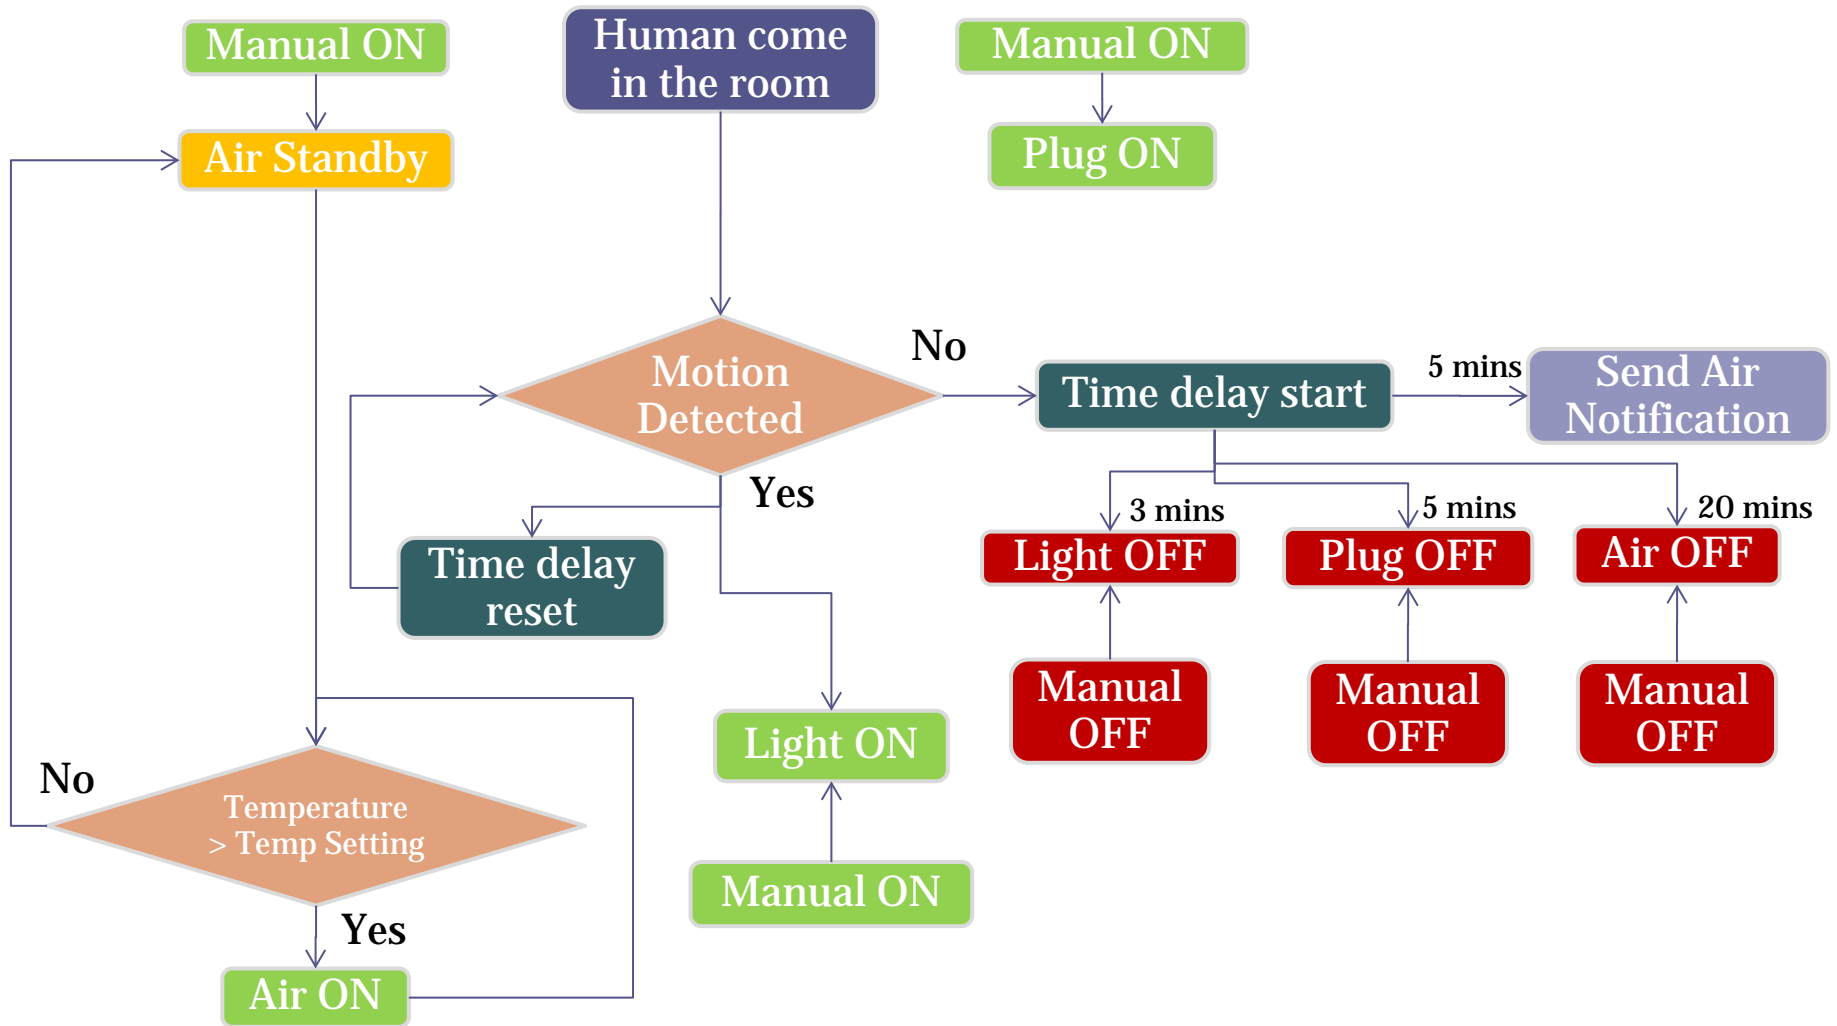 Manual ON
Human come
in the room
Manual ON
Air Standby
Plug ON
No
Motion
Detected
Time delay start
5 mins
Send Air
Notification
Yes
3 mins
5 mins
20 mins
Light OFF
Plug OFF
Air OFF
Time delay
reset
Manual
OFF
Manual
OFF
Manual
OFF
Light ON
No
Temperature
> Temp Setting
Manual ON
Yes
Air ON